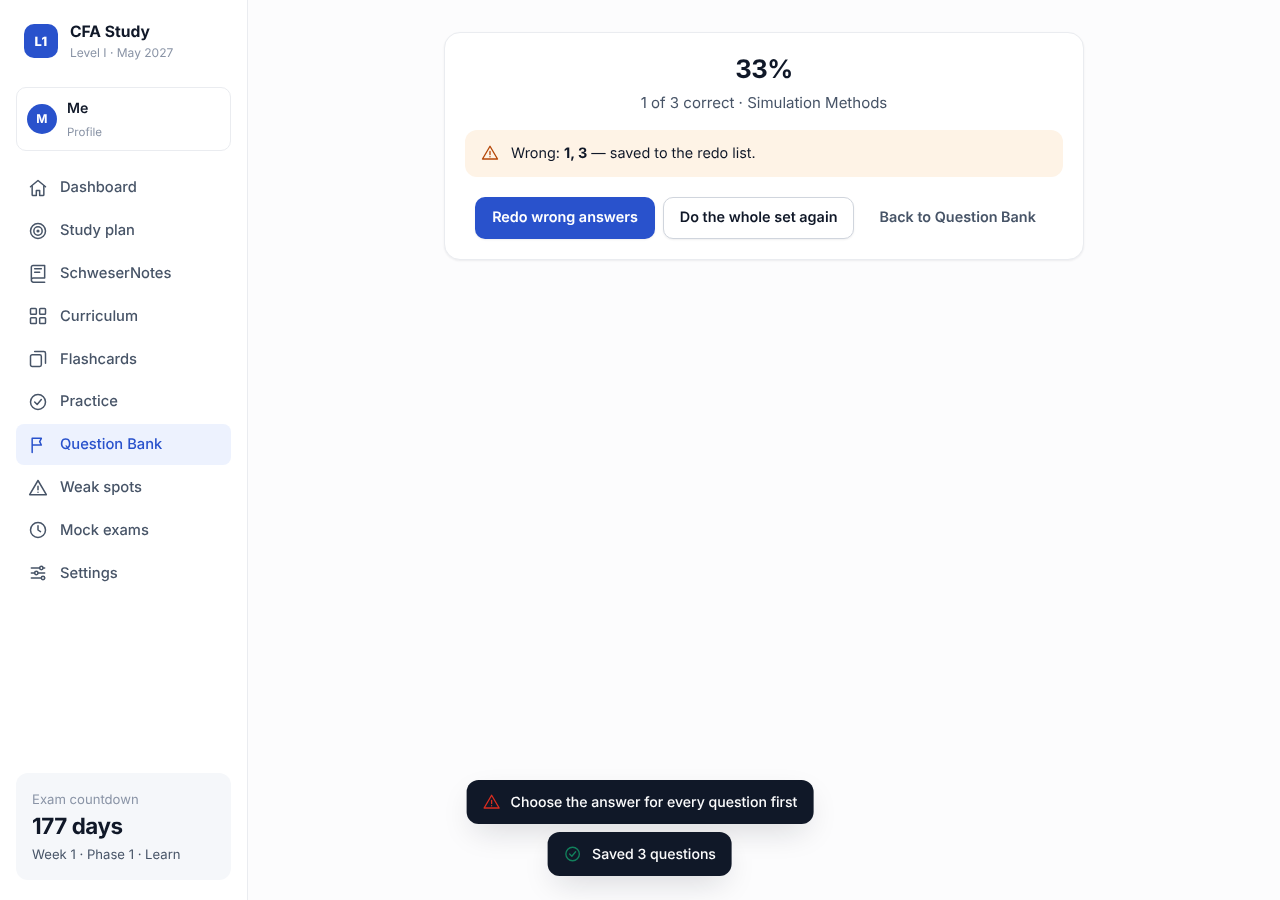 L1
CFA Study
Level I · May 2027
M
Me
Profile
Dashboard
Study plan
SchweserNotes
Curriculum
Flashcards
Practice
Question Bank
Weak spots
Mock exams
Settings
Exam countdown
177 days
Week 1 · Phase 1 · Learn
33%
1 of 3 correct · Simulation Methods
Wrong: 1, 3 — saved to the redo list.
Redo wrong answers
Do the whole set again
Back to Question Bank
Choose the answer for every question first
Saved 3 questions